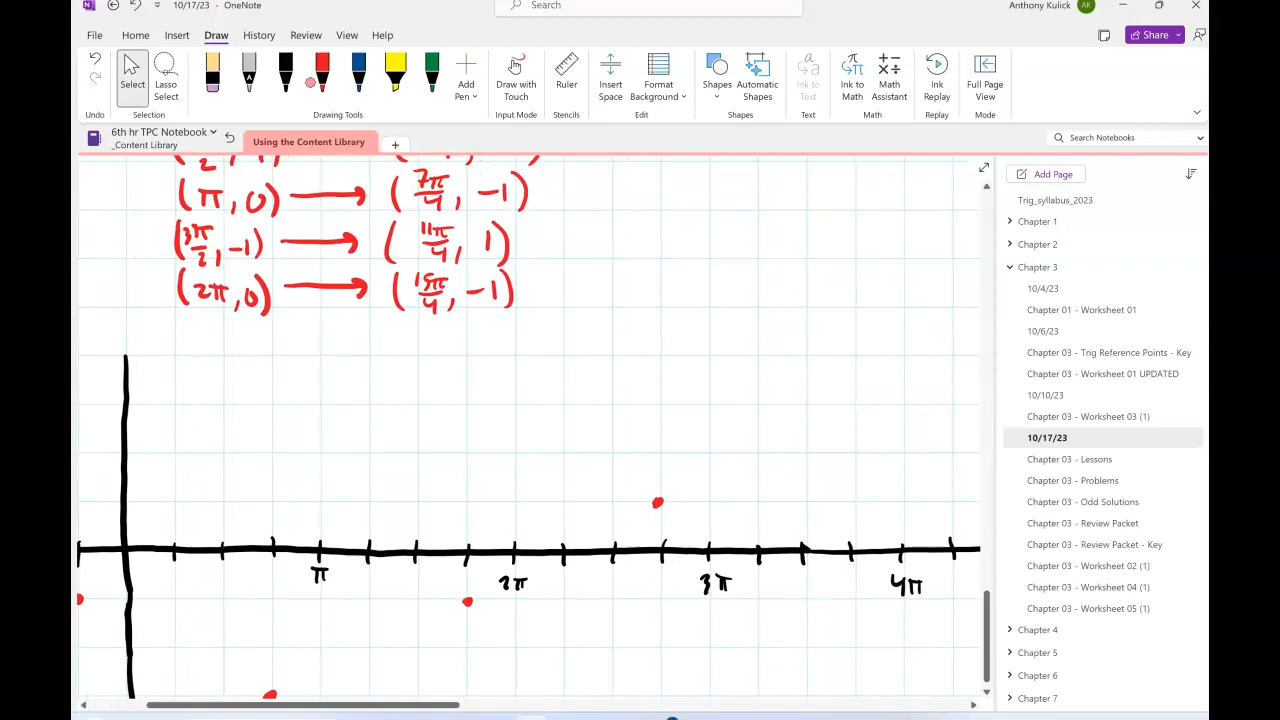 10/17/23 - OneNote
Search
Anthony Kulick
AK
File Home Insert Draw History Review View Help
Share
Select
Lasso Select
Add Pen
Draw with Touch
Ruler
Insert Space
Format Background
Shapes
Automatic Shapes
Ink to Text
Ink to Math
Math Assistant
Ink Replay
Full Page View
Undo
Selection
Drawing Tools
Input Mode
Stencils
Edit
Shapes
Text
Math
Replay
Mode
6th hr TPC Notebook
_Content Library
Using the Content Library
Search Notebooks
Add Page
Trig_syllabus_2023
Chapter 1
Chapter 2
Chapter 3
10/4/23
Chapter 01 - Worksheet 01
10/6/23
Chapter 03 - Trig Reference Points - Key
Chapter 03 - Worksheet 01 UPDATED
10/10/23
Chapter 03 - Worksheet 03 (1)
10/17/23
Chapter 03 - Lessons
Chapter 03 - Problems
Chapter 03 - Odd Solutions
Chapter 03 - Review Packet
Chapter 03 - Review Packet - Key
Chapter 03 - Worksheet 02 (1)
Chapter 03 - Worksheet 04 (1)
Chapter 03 - Worksheet 05 (1)
Chapter 4
Chapter 5
Chapter 6
Chapter 7
(π, 0) → (7π/4, -1)
(3π/2, -1) → (11π/4, 1)
(2π, 0) → (15π/4, -1)
π 2π 3π 4π